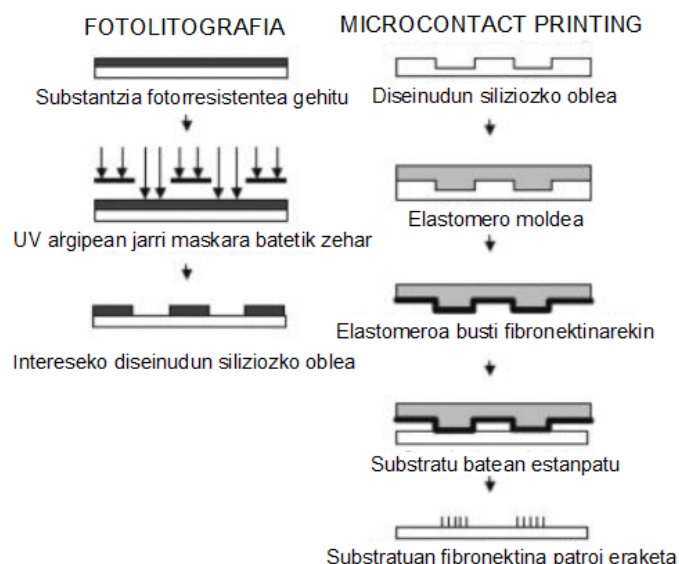 FOTOLITOGRAFIA
Substantzia fotorresistentea gehitu
UV argipean jarri maskara batetik zehar
Intereseko diseinudun siliziozko oblea
MICROCONTACT PRINTING
Diseinudun siliziozko oblea
Elastomero moldea
Elastomeroa busti fibronektinarekin
Substratu batean estanpatu
Substratuan fibronektina patroi eraketa